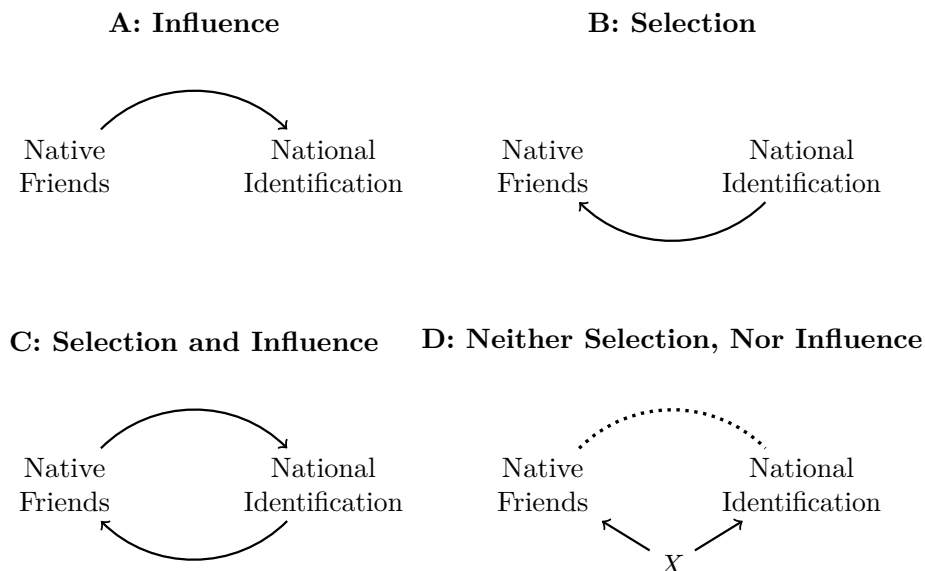 A: Influence
Native
Friends
National
Identification
B: Selection
Native
Friends
National
Identification
C: Selection and Influence
Native
Friends
National
Identification
D: Neither Selection, Nor Influence
Native
Friends
National
Identification
X